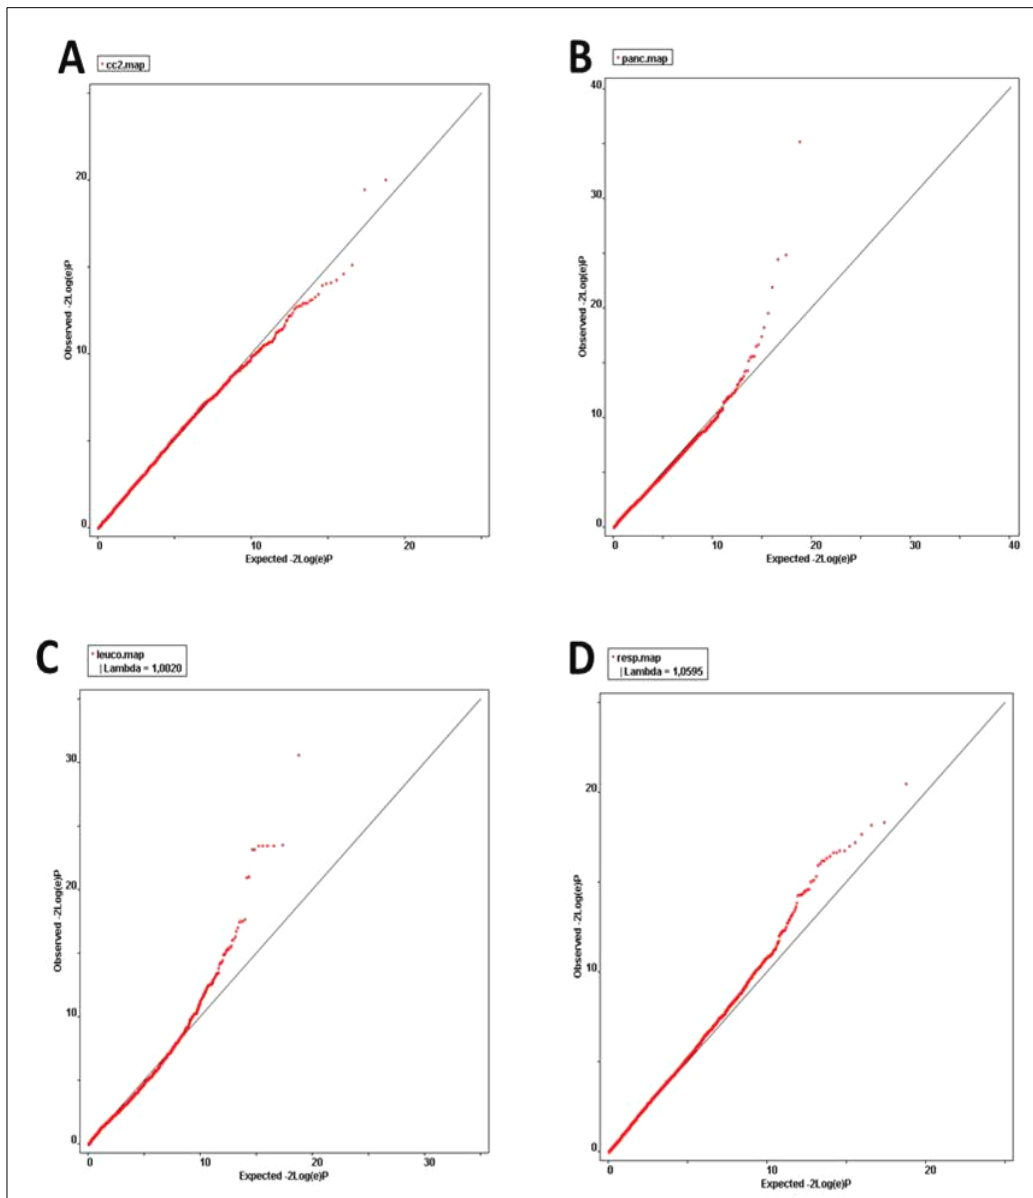 A
cc2.map
20
10
0
Observed -2Log(e)P
0 10 20
Expected -2Log(e)P
B
panc.map
40
30
20
10
0
Observed -2Log(e)P
0 10 20 30 40
Expected -2Log(e)P
C
leuco.map
| Lambda = 1,0020
30
20
10
0
Observed -2Log(e)P
0 10 20 30
Expected -2Log(e)P
D
resp.map
| Lambda = 1,0595
20
10
0
Observed -2Log(e)P
0 10 20
Expected -2Log(e)P